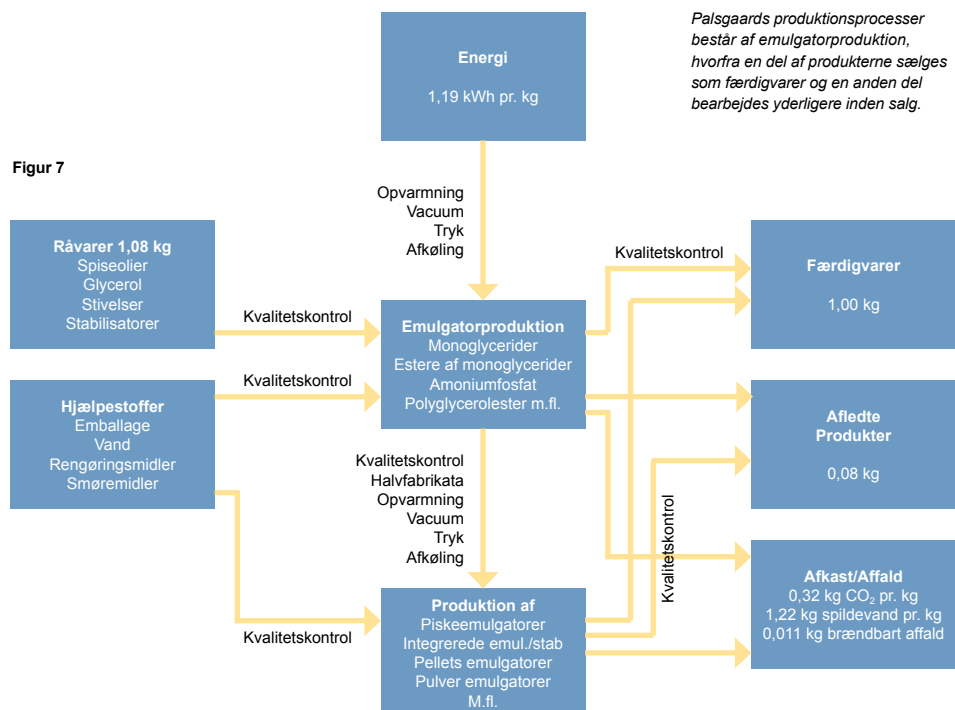 Palsgaards produktionsprocesser
består af emulgatorproduktion,
hvorfra en del af produkterne sælges
som færdigvarer og en anden del
bearbejdes yderligere inden salg.
Energi
1,19 kWh pr. kg
Figur 7
Opvarmning
Vacuum
Tryk
Afkøling
Råvarer 1,08 kg
Spiseolier
Glycerol
Stivelser
Stabilisatorer
Kvalitetskontrol
Kvalitetskontrol
Færdigvarer
1,00 kg
Emulgatorproduktion
Monoglycerider
Estere af monoglycerider
Amoniumfosfat
Polyglycerolester m.fl.
Hjælpestoffer
Emballage
Vand
Rengøringsmidler
Smøremidler
Kvalitetskontrol
Afledte
Produkter
0,08 kg
Kvalitetskontrol
Halvfabrikata
Opvarmning
Vacuum
Tryk
Afkøling
Kvalitetskontrol
Afkast/Affald
0,32 kg CO₂ pr. kg
1,22 kg spildevand pr. kg
0,011 kg brændbart affald
Kvalitetskontrol
Produktion af
Piskeemulgatorer
Integrerede emul./stab
Pellets emulgatorer
Pulver emulgatorer
M.fl.